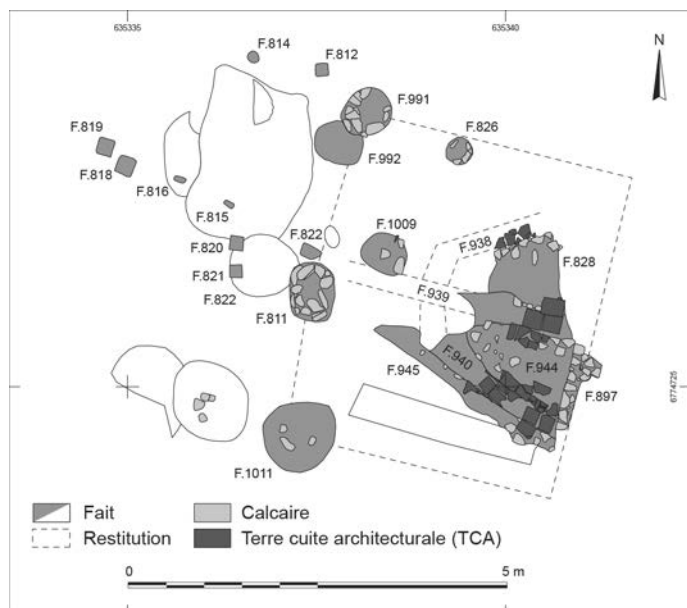 635335
635340
F.814
F.812
N
F.991
F.826
F.819
F.992
F.818
F.816
F.815
F.1009
F.822
F.938
F.820
F.828
F.821
F.939
F.822
F.811
F.945
F.940
F.944
F.897
6774725
F.1011
Fait
Calcaire
Restitution
Terre cuite architecturale (TCA)
0
5 m